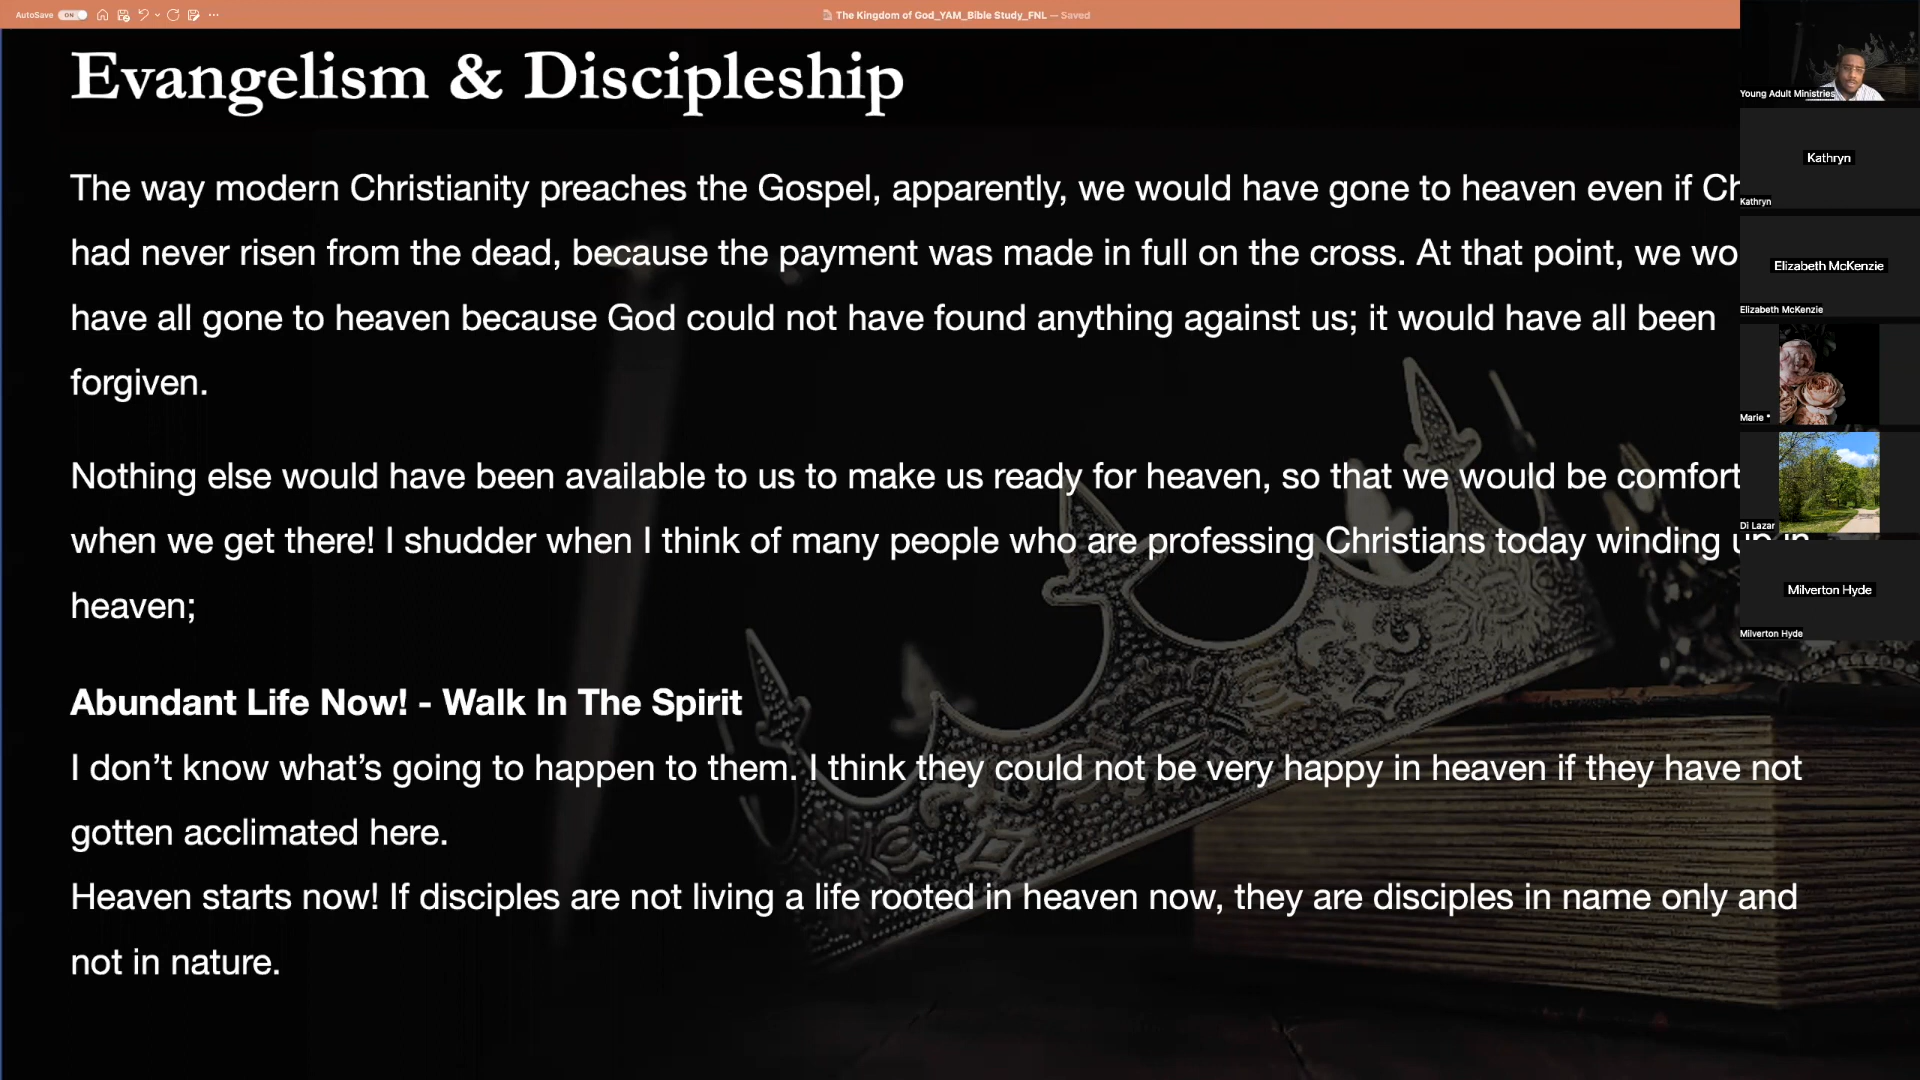 AutoSave ON
The Kingdom of God_YAM_Bible Study_FNL — Saved
Evangelism & Discipleship
The way modern Christianity preaches the Gospel, apparently, we would have gone to heaven even if
had never risen from the dead, because the payment was made in full on the cross. At that point, we
have all gone to heaven because God could not have found anything against us; it would have all been
forgiven.
Nothing else would have been available to us to make us ready for heaven, so that we would be
when we get there! I shudder when I think of many people who are professing Christians today winding up in
heaven;
Abundant Life Now! - Walk In The Spirit
I don’t know what’s going to happen to them. I think they could not be very happy in heaven if they have not
gotten acclimated here.
Heaven starts now! If disciples are not living a life rooted in heaven now, they are disciples in name only and
not in nature.
Young Adult Ministries
Kathryn
Kathryn
Elizabeth McKenzie
Elizabeth McKenzie
Marie *
Di Lazar
Milverton Hyde
Milverton Hyde